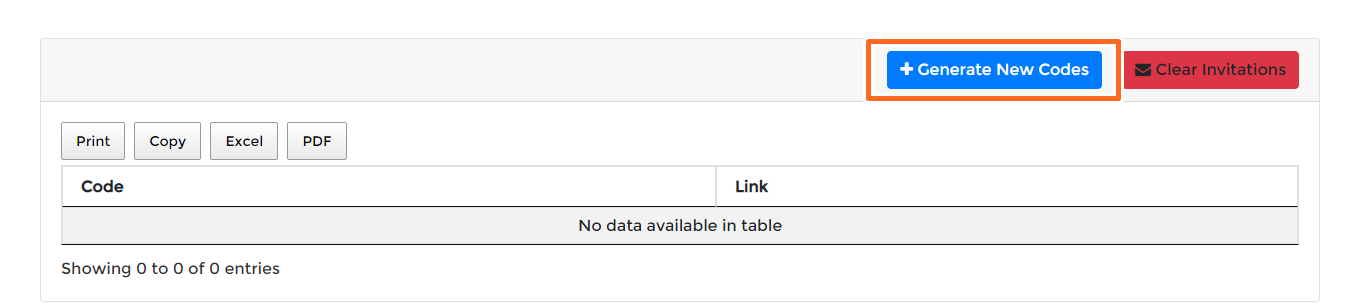 Generate New Codes Clear Invitations
Print Copy Excel PDF
Code Link
No data available in table
Showing 0 to 0 of 0 entries